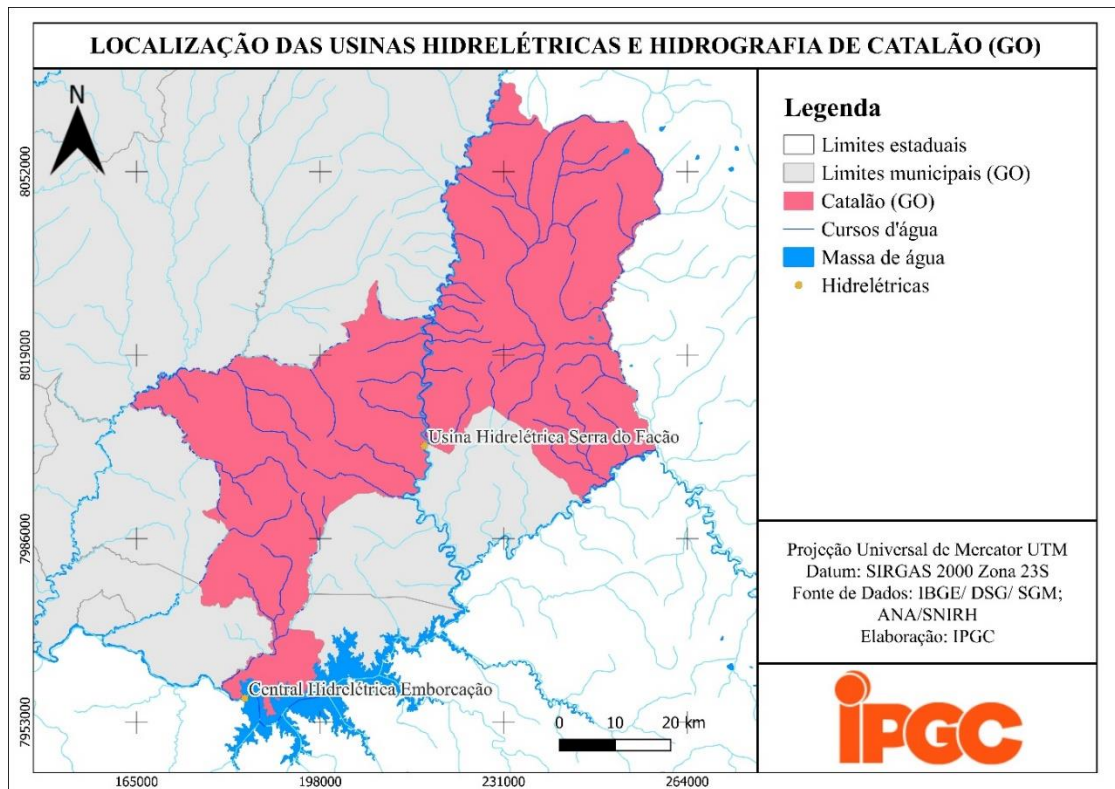 LOCALIZAÇÃO DAS USINAS HIDRELÉTRICAS E HIDROGRAFIA DE CATALÃO (GO)
N
8052000
8019000
7986000
7953000
Usina Hidrelétrica Serra do Facão
Central Hidrelétrica Emborcação
0 10 20 km
165000 198000 231000 264000
Legenda
Limites estaduais
Limites municipais (GO)
Catalão (GO)
Cursos d'água
Massa de água
Hidrelétricas
Projeção Universal de Mercator UTM
Datum: SIRGAS 2000 Zona 23S
Fonte de Dados: IBGE/ DSG/ SGM;
ANA/SNIRH
Elaboração: IPGC
iPGC